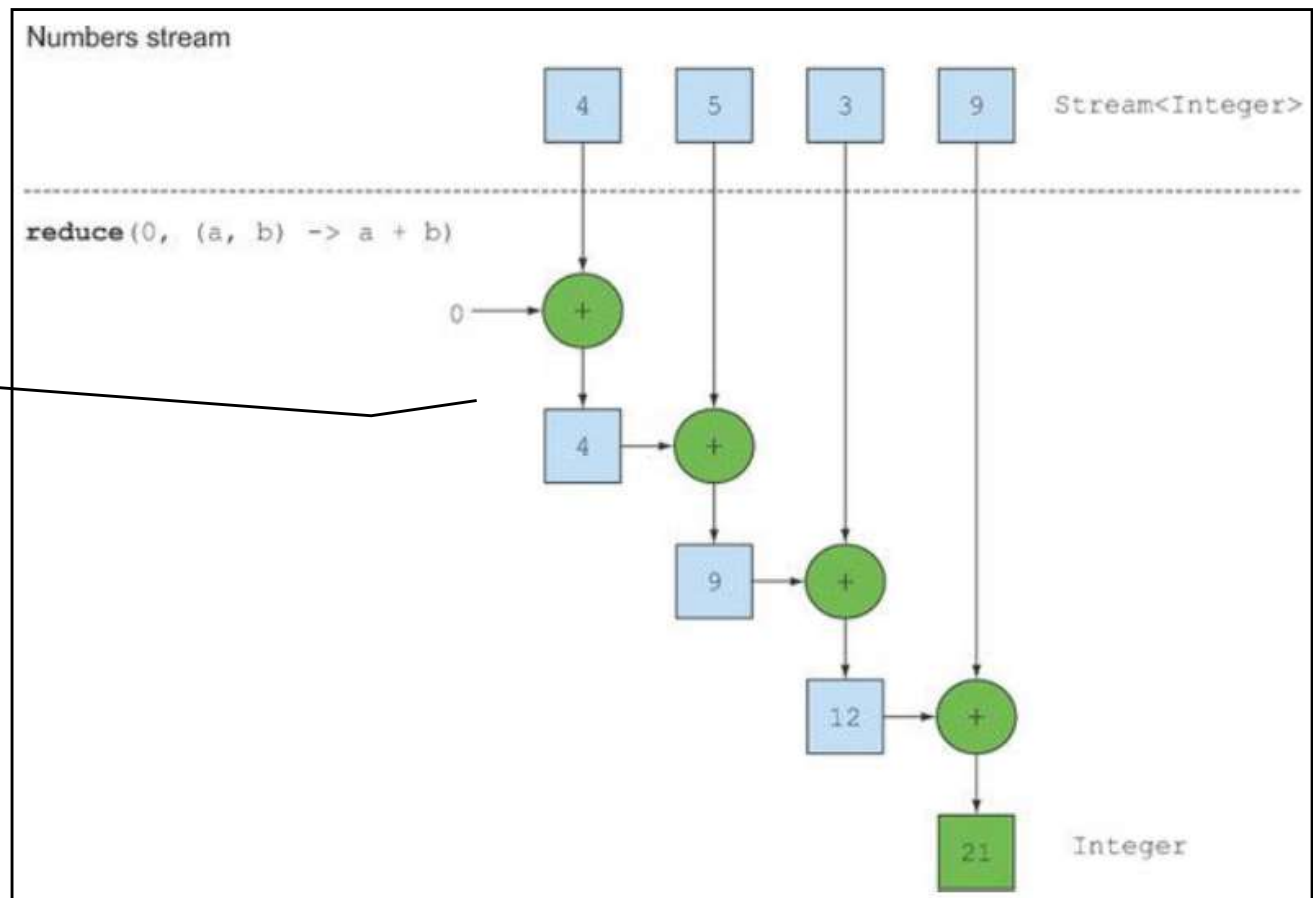 Numbers stream
4 5 3 9 Stream<Integer>
reduce(0, (a, b) -> a + b)
0 +
4 +
9 +
12 +
21 Integer